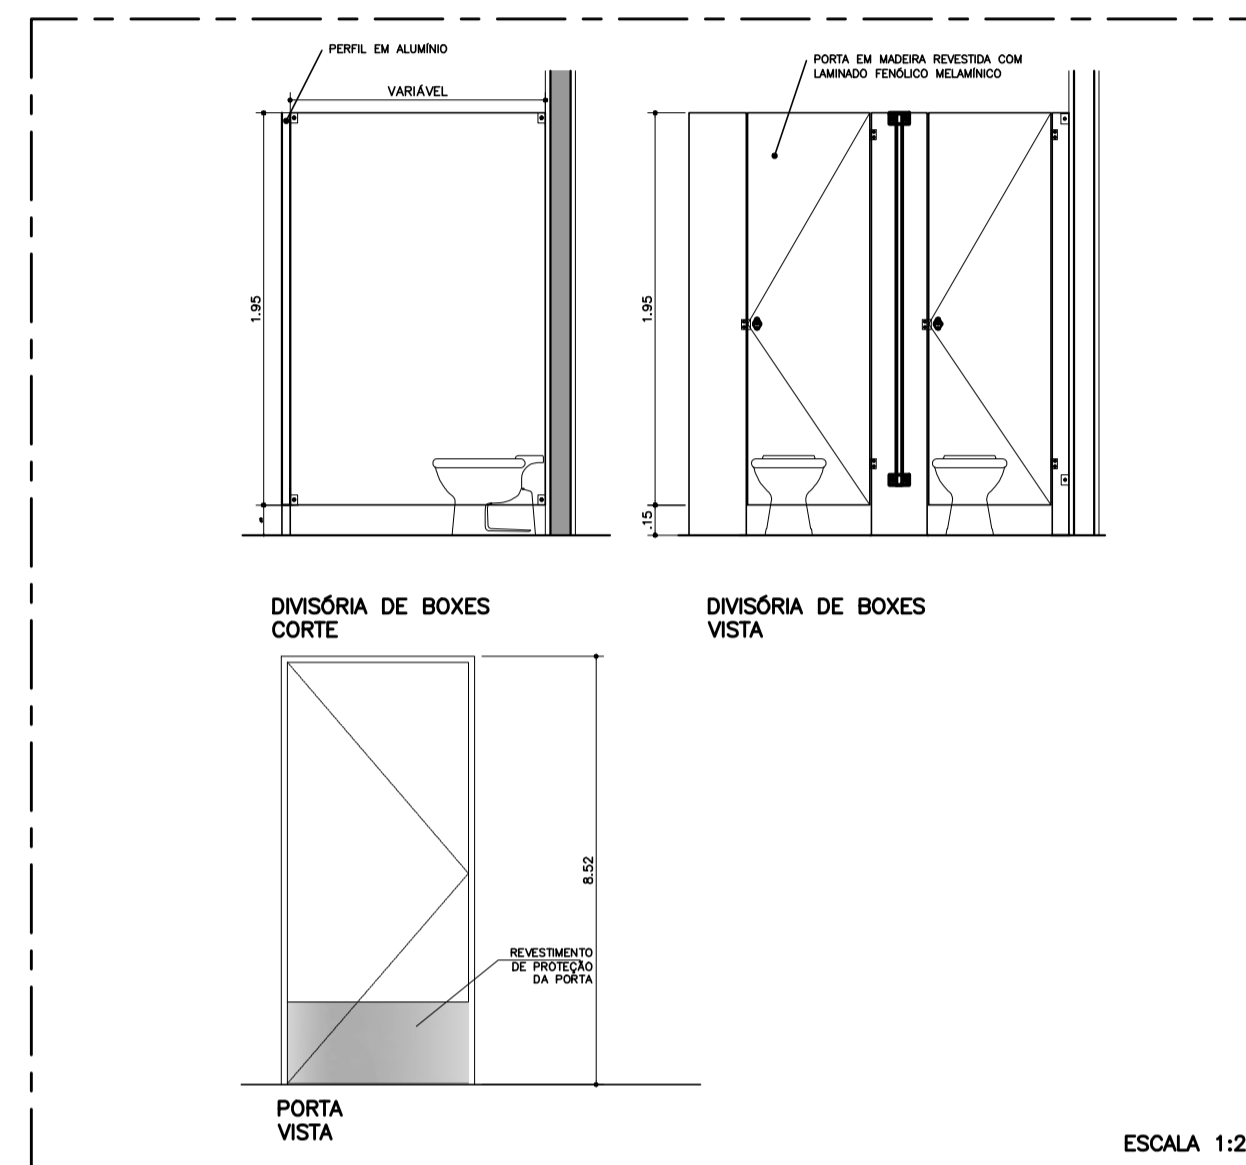 PERFIL EM ALUMÍNIO
VARIÁVEL
1.95
PORTA EM MADEIRA REVESTIDA COM
LAMINADO FENÓLICO MELAMÍNICO
1.95
.15
DIVISÓRIA DE BOXES
CORTE
DIVISÓRIA DE BOXES
VISTA
8.52
REVESTIMENTO
DE PROTEÇÃO
DA PORTA
PORTA
VISTA
ESCALA 1:2